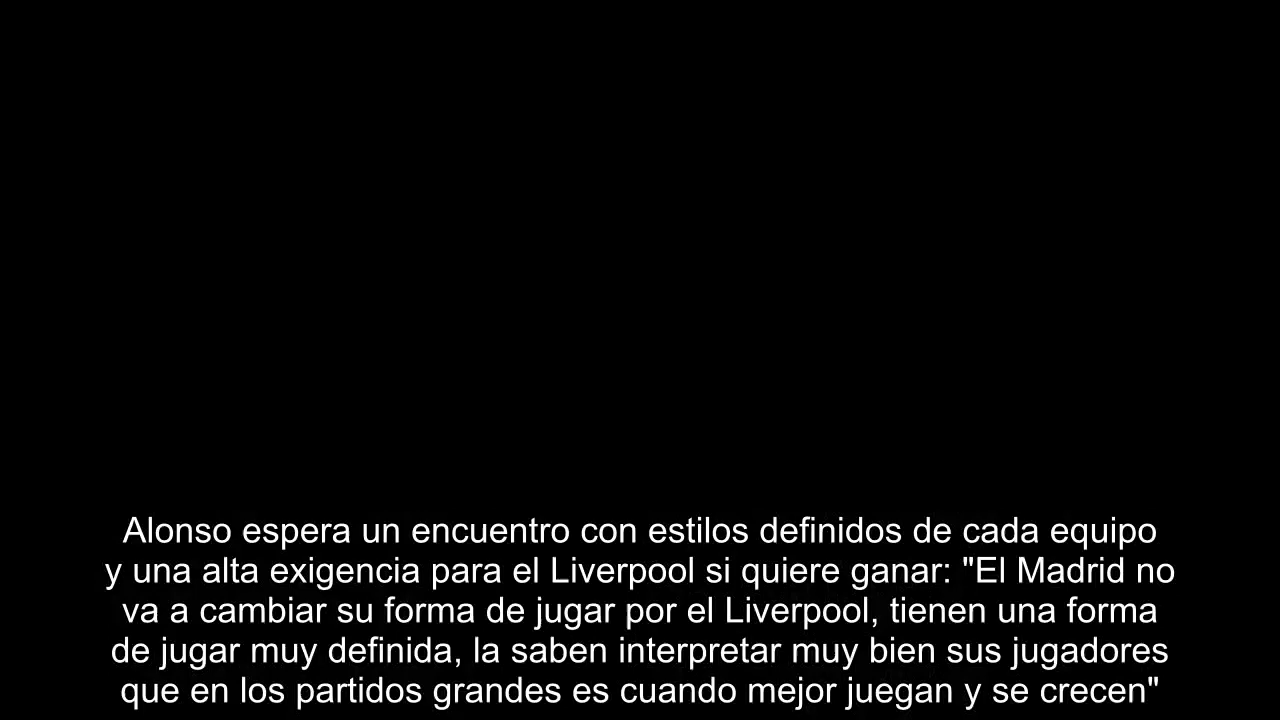 Alonso espera un encuentro con estilos definidos de cada equipo
y una alta exigencia para el Liverpool si quiere ganar: "El Madrid no
va a cambiar su forma de jugar por el Liverpool, tienen una forma
de jugar muy definida, la saben interpretar muy bien sus jugadores
que en los partidos grandes es cuando mejor juegan y se crecen"